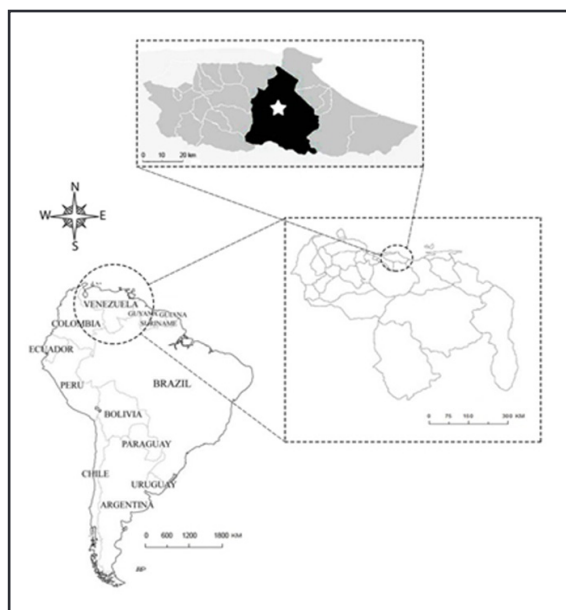 0 10 20 km
N
W E
S
VENEZUELA
GUYANA GUIANA
COLOMBIA
SURINAME
ECUADOR
PERU
BRAZIL
BOLIVIA
PARAGUAY
CHILE
URUGUAY
ARGENTINA
0 75 150 300 KM
0 600 1200 1800 KM
BP